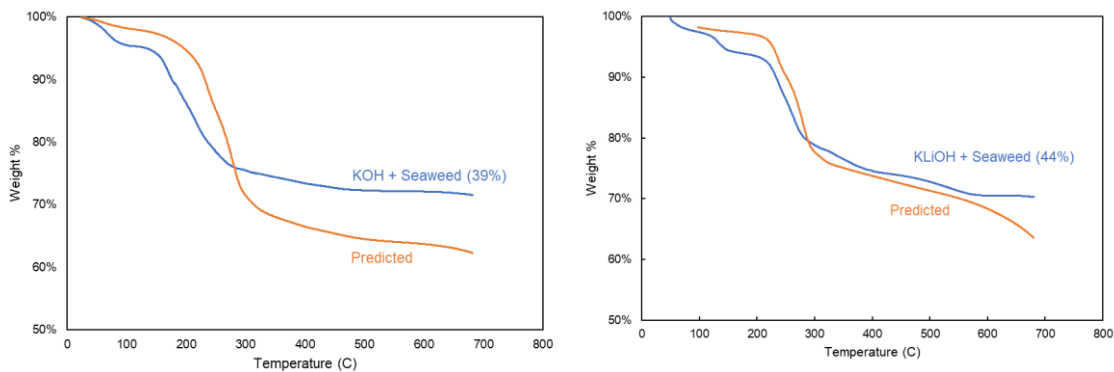 100%
90%
80%
70%
60%
50%
Weight %
KOH + Seaweed (39%)
Predicted
0 100 200 300 400 500 600 700 800
Temperature (C)
100%
90%
80%
70%
60%
50%
Weight %
KLiOH + Seaweed (44%)
Predicted
0 100 200 300 400 500 600 700 800
Temperature (C)